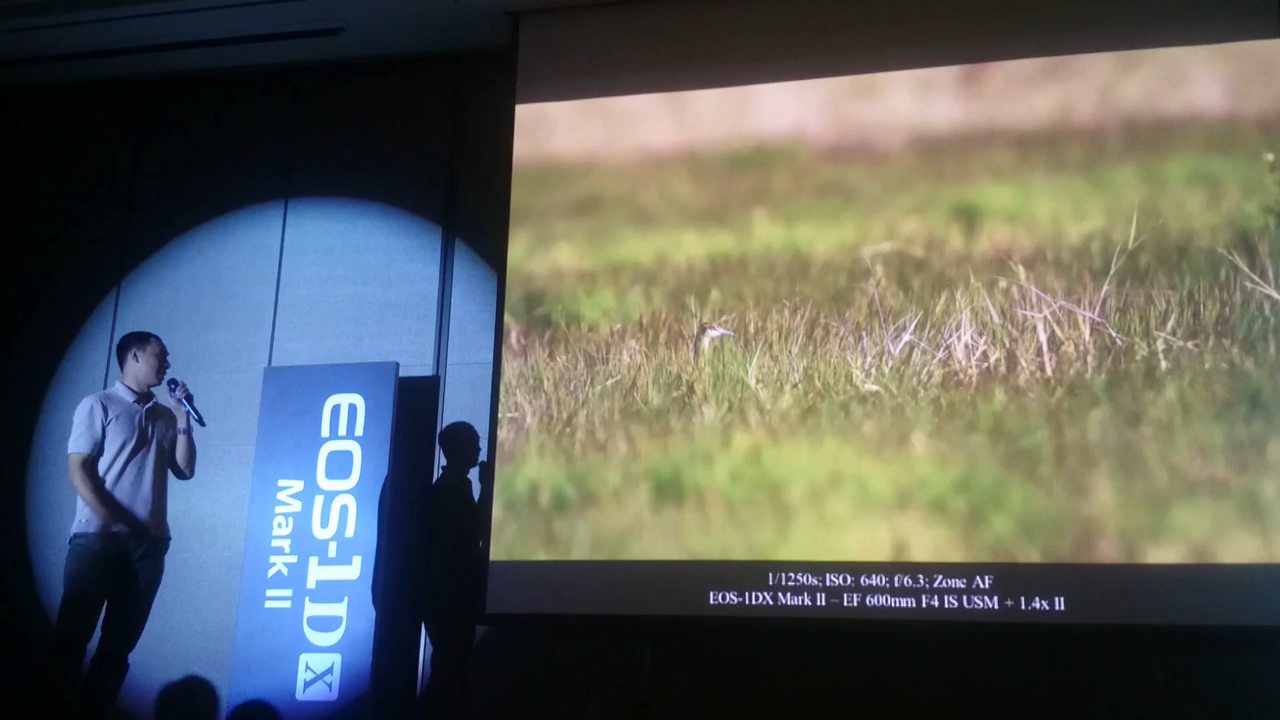 EOS-1D X
Mark II
1/1250s; ISO: 640; f/6.3; Zone AF
EOS-1DX Mark II – EF 600mm F4 IS USM + 1.4x II